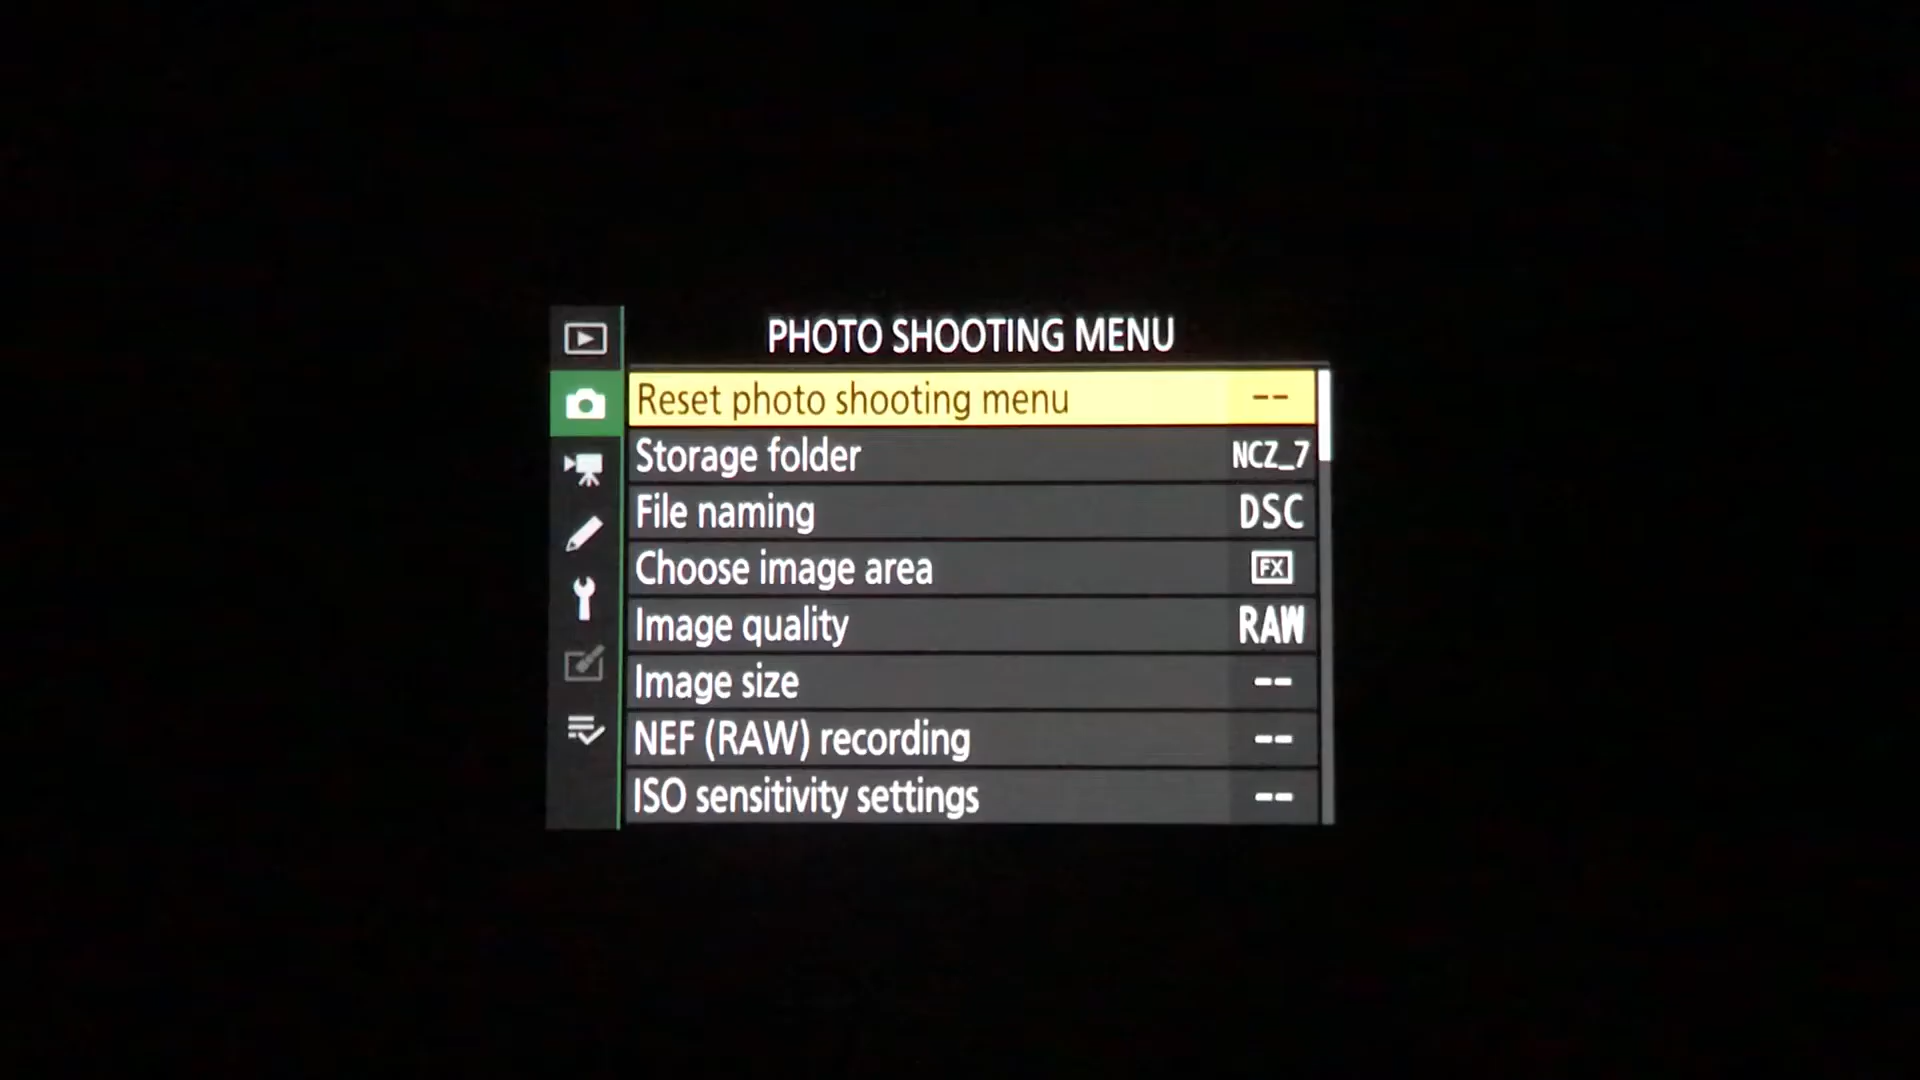 PHOTO SHOOTING MENU
Reset photo shooting menu --
Storage folder NCZ_7
File naming DSC
Choose image area FX
Image quality RAW
Image size --
NEF (RAW) recording --
ISO sensitivity settings --